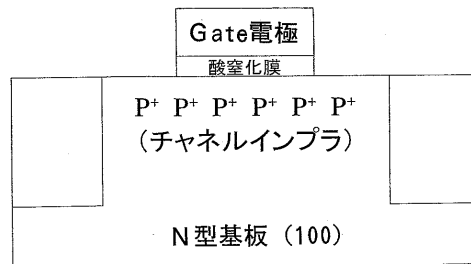 Gate電極
酸窒化膜
P⁺ P⁺ P⁺ P⁺ P⁺ P⁺
(チャネルインプラ)
N型基板 (100)